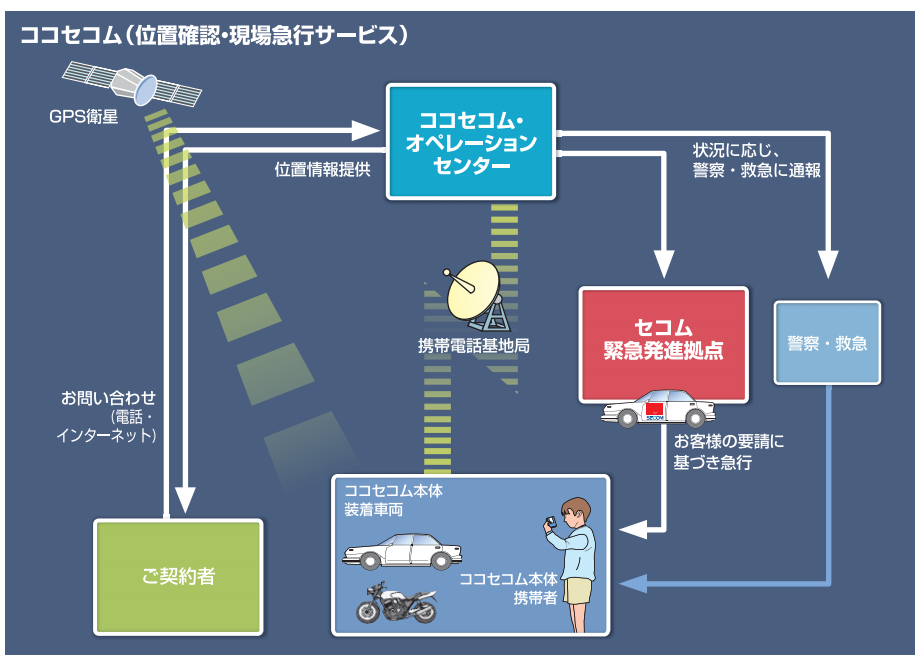 ココセコム(位置確認・現場急行サービス)
GPS衛星
ココセコム・
オペレーション
センター
位置情報提供
状況に応じ、
警察・救急に通報
携帯電話基地局
セコム
緊急発進拠点
警察・救急
SECOM
お問い合わせ
(電話・
インターネット)
お客様の要請に
基づき急行
ココセコム本体
装着車両
ご契約者
ココセコム本体
携帯者